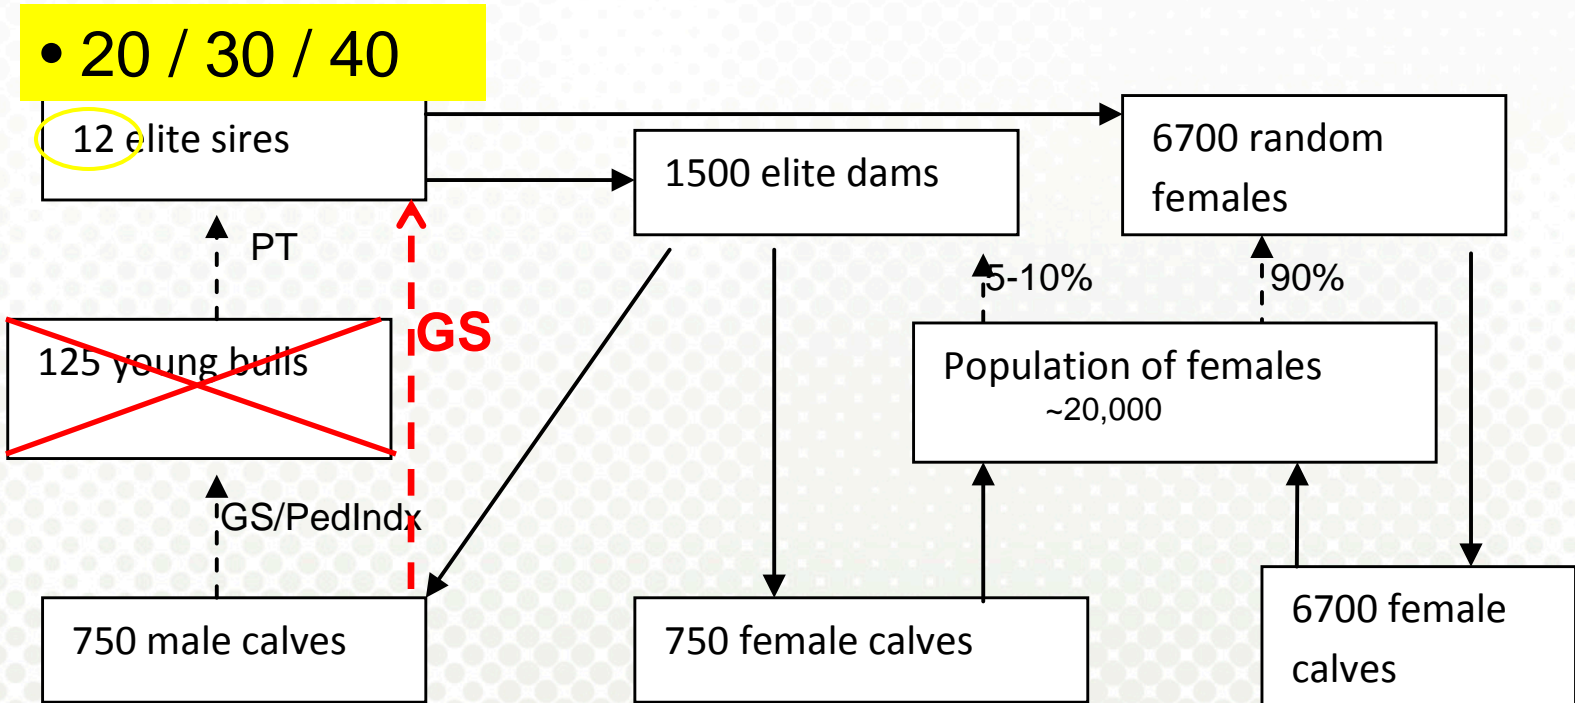 • 20 / 30 / 40
12 elite sires
1500 elite dams
6700 random
females
PT
5-10%
90%
GS
125 young bulls
Population of females
~20,000
GS/PedIndx
750 male calves
750 female calves
6700 female
calves